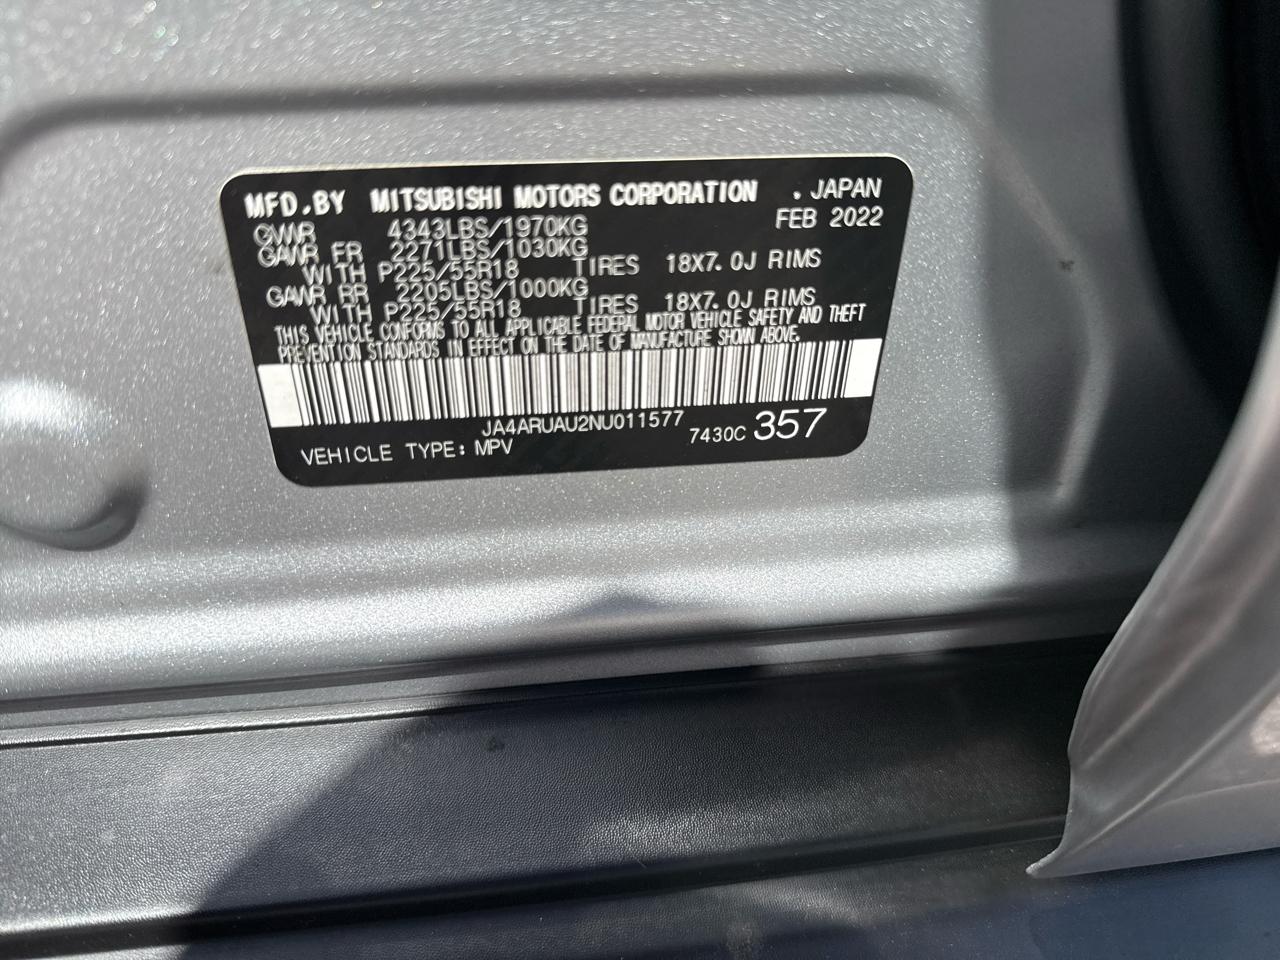 MFD.BY MITSUBISHI MOTORS CORPORATION . JAPAN
GVWR 4343LBS/1970KG FEB 2022
GAWR FR 2271LBS/1030KG
WITH P225/55R18 TIRES 18X7.0J RIMS
GAWR RR 2205LBS/1000KG
WITH P225/55R18 TIRES 18X7.0J RIMS
THIS VEHICLE CONFORMS TO ALL APPLICABLE FEDERAL MOTOR VEHICLE SAFETY AND THEFT
PREVENTION STANDARDS IN EFFECT ON THE DATE OF MANUFACTURE SHOWN ABOVE.
JA4ARUAU2NU011577
VEHICLE TYPE: MPV 7430C 357